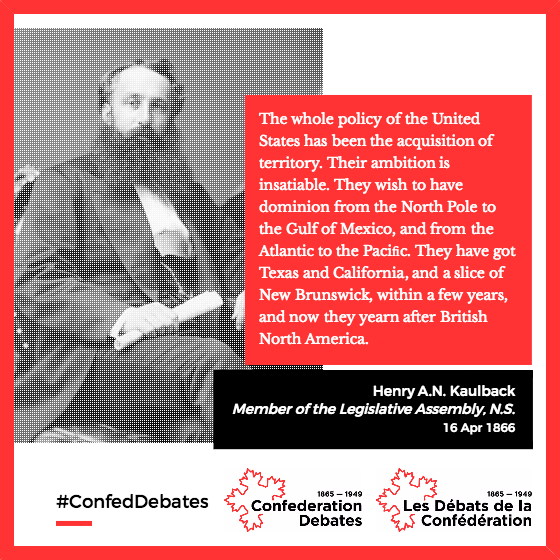 The whole policy of the United
States has been the acquisition of
territory. Their ambition is
insatiable. They wish to have
dominion from the North Pole to
the Gulf of Mexico, and from the
Atlantic to the Pacific. They have got
Texas and California, and a slice of
New Brunswick, within a few years,
and now they yearn after British
North America.
Henry A.N. Kaulback
Member of the Legislative Assembly, N.S.
16 Apr 1866
#ConfedDebates
1865 — 1949
Confederation
Debates
1865 — 1949
Les Débats de la
Confédération